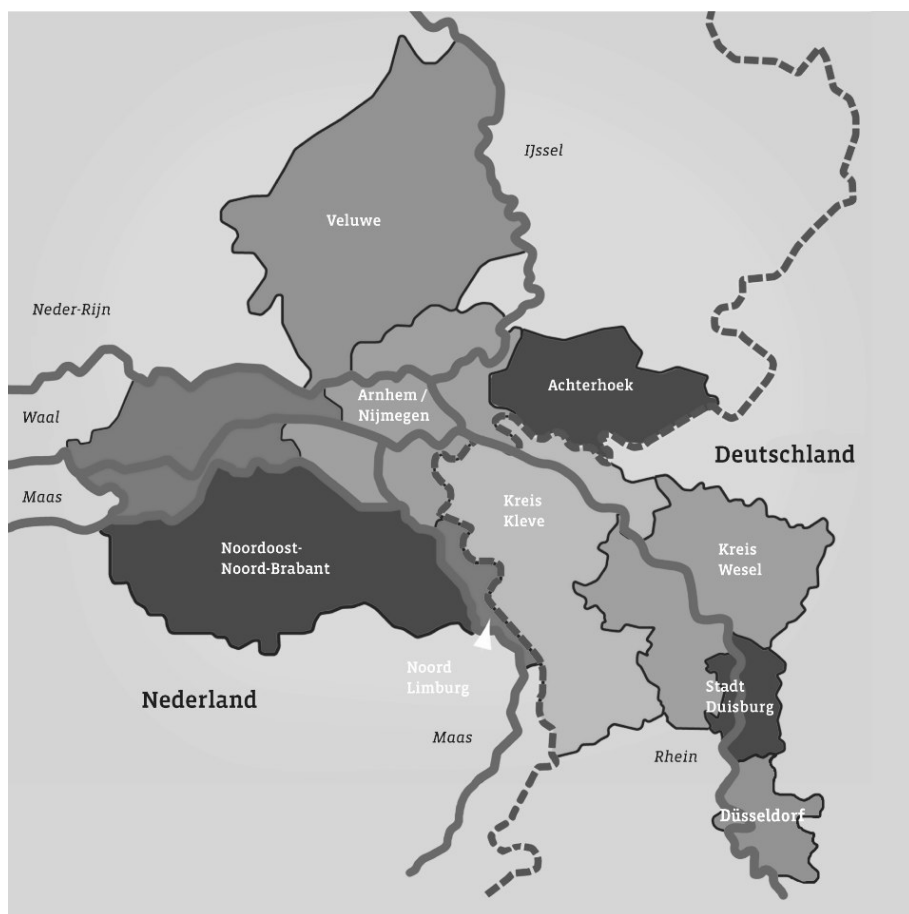 IJssel
Veluwe
Neder-Rijn
Achterhoek
Arnhem /
Nijmegen
Waal
Deutschland
Maas
Kreis
Kleve
Noordoost-
Noord-Brabant
Kreis
Wesel
Noord
Limburg
Stadt
Duisburg
Nederland
Maas
Rhein
Düsseldorf